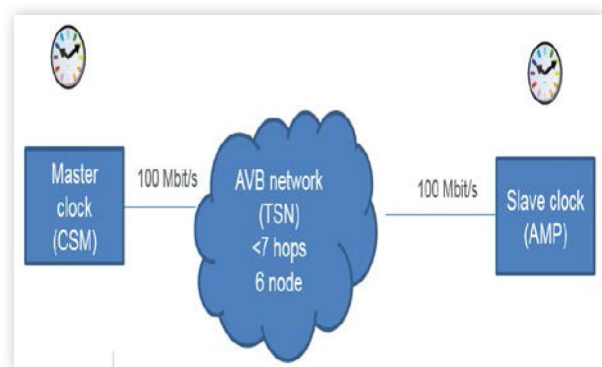 Master
clock
(CSM)
100 Mbit/s
AVB network
(TSN)
<7 hops
6 node
100 Mbit/s
Slave clock
(AMP)